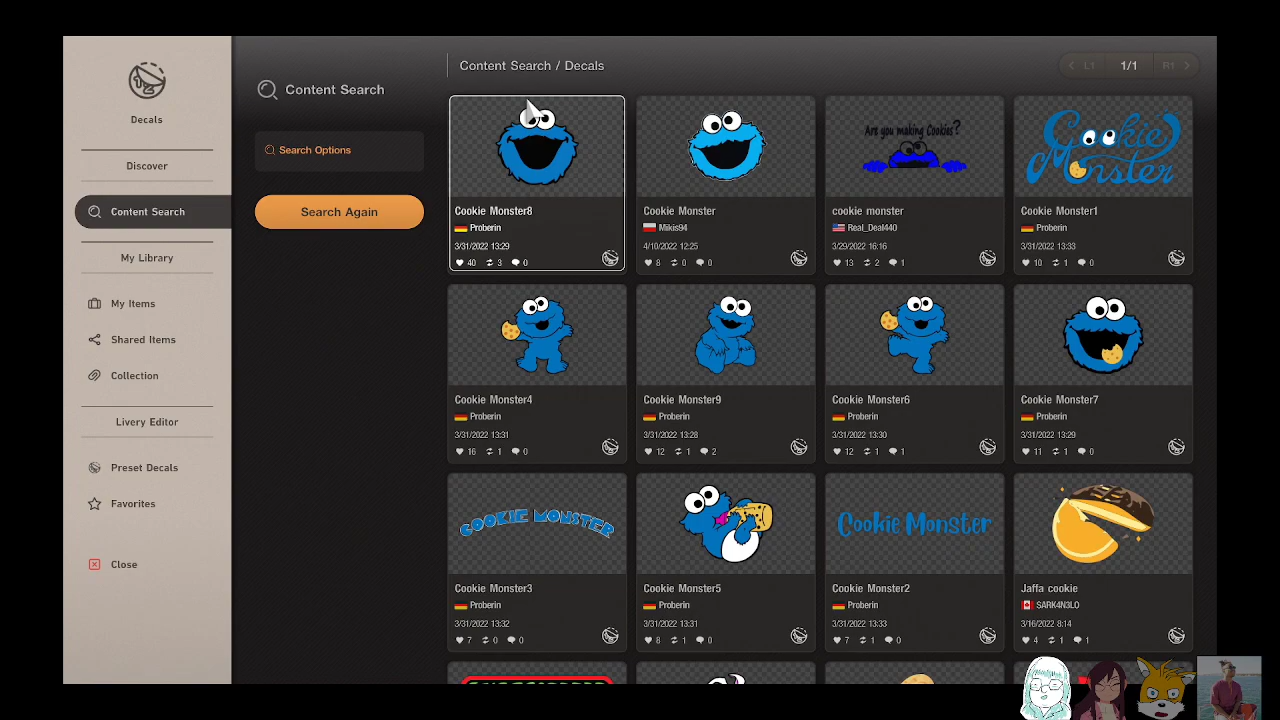 Decals
Discover
Content Search
My Library
My Items
Shared Items
Collection
Livery Editor
Preset Decals
Favorites
Close
Content Search
Search Options
Search Again
Content Search / Decals
L1
1/1
R1
Cookie Monster8
Proberin
3/31/2022 13:29
40 3 0
Cookie Monster
Mikis94
4/10/2022 12:25
8 0 0
Are you making Cookies?
cookie monster
Real_Deal440
3/29/2022 16:16
13 2 1
Cookie Monster
Cookie Monster1
Proberin
3/31/2022 13:33
10 1 0
Cookie Monster4
Proberin
3/31/2022 13:31
16 1 0
Cookie Monster9
Proberin
3/31/2022 13:28
12 1 2
Cookie Monster6
Proberin
3/31/2022 13:30
12 1 1
Cookie Monster7
Proberin
3/31/2022 13:29
11 1 0
COOKIE MONSTER
Cookie Monster3
Proberin
3/31/2022 13:32
7 0 0
Cookie Monster5
Proberin
3/31/2022 13:31
8 1 0
Cookie Monster
Cookie Monster2
Proberin
3/31/2022 13:33
7 1 0
Jaffa cookie
SARK4N3LO
3/16/2022 8:14
4 1 1